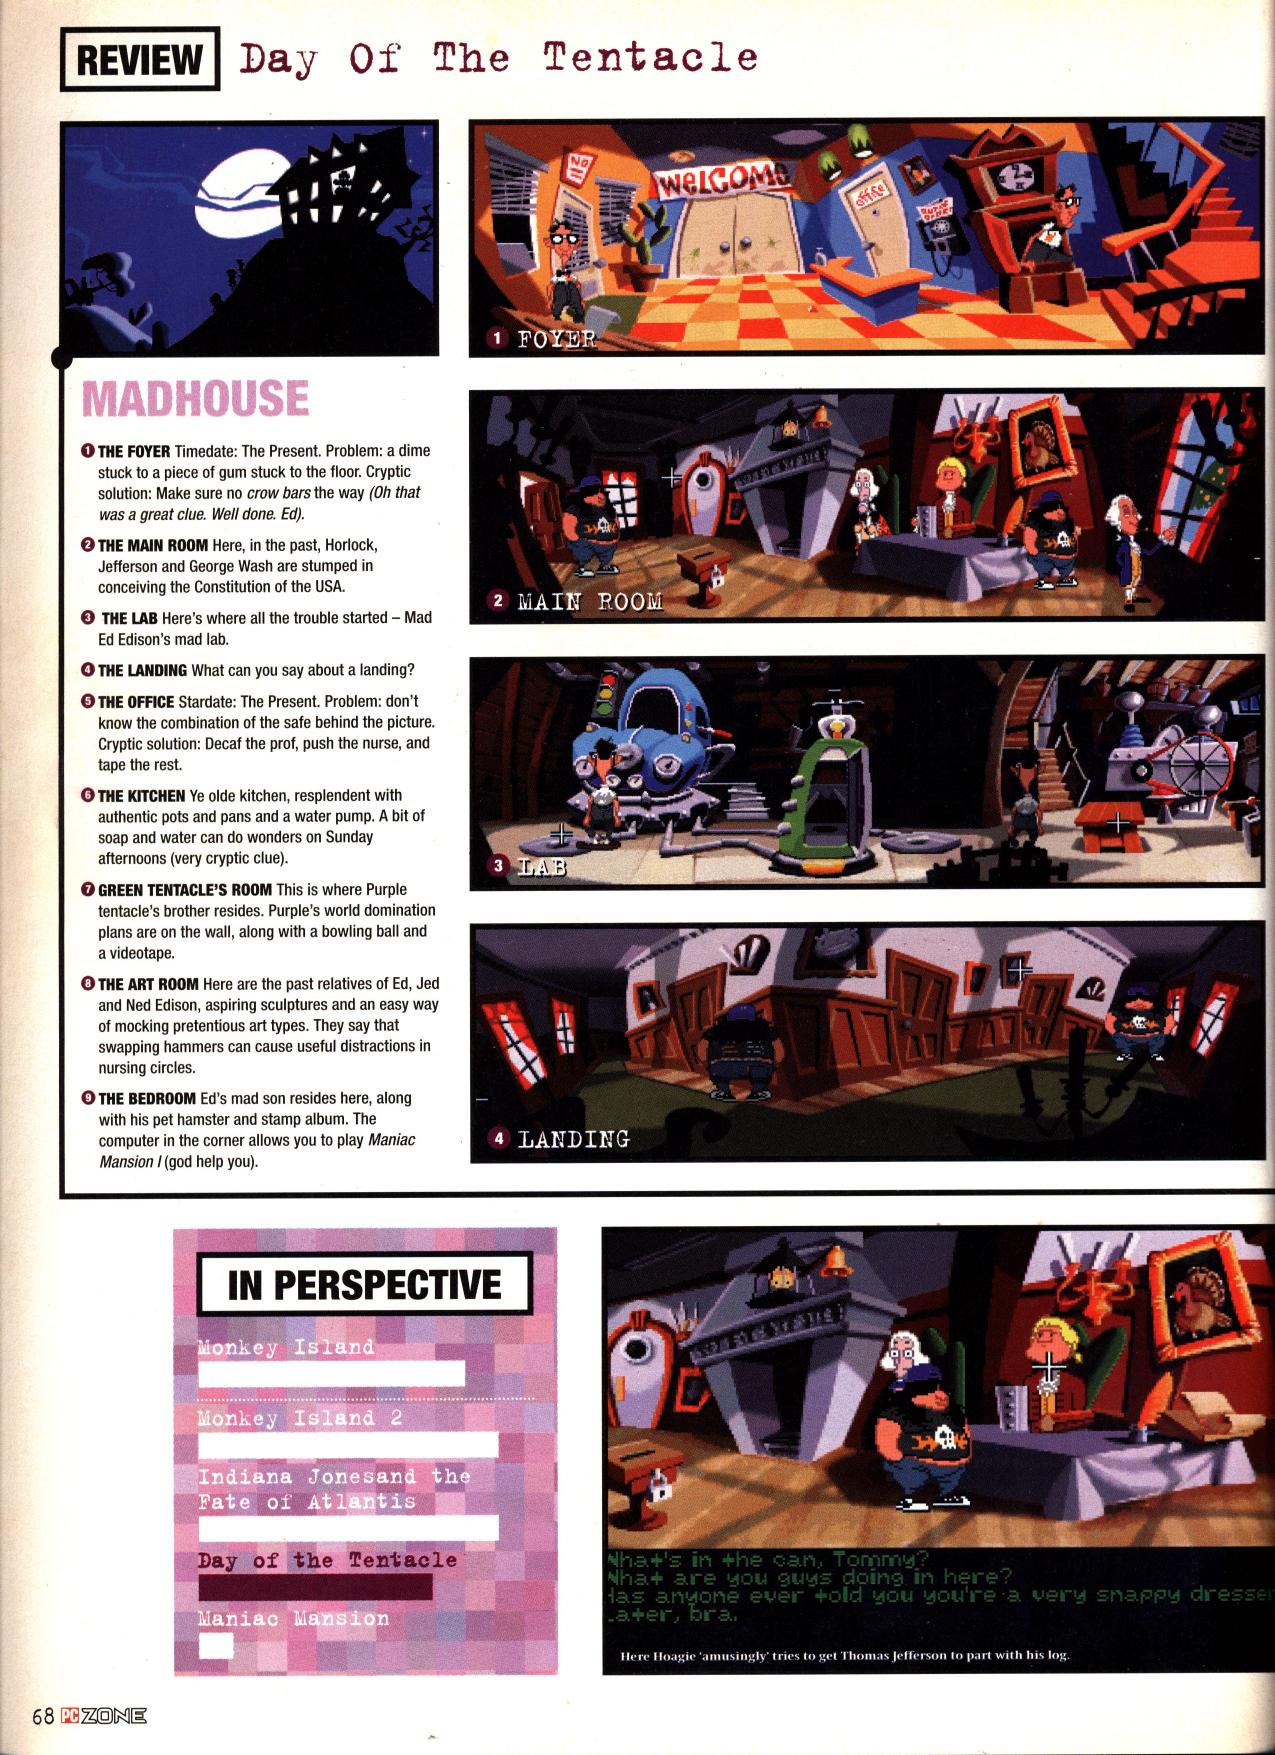 REVIEW Day Of The Tentacle
NO
WELCOME
office
OUT OF ORDER
1 FOYER
MADHOUSE
1 THE FOYER Timedate: The Present. Problem: a dime
stuck to a piece of gum stuck to the floor. Cryptic
solution: Make sure no crow bars the way (Oh that
was a great clue. Well done. Ed).
2 THE MAIN ROOM Here, in the past, Horlock,
Jefferson and George Wash are stumped in
conceiving the Constitution of the USA.
3 THE LAB Here's where all the trouble started – Mad
Ed Edison's mad lab.
4 THE LANDING What can you say about a landing?
5 THE OFFICE Stardate: The Present. Problem: don't
know the combination of the safe behind the picture.
Cryptic solution: Decaf the prof, push the nurse, and
tape the rest.
6 THE KITCHEN Ye olde kitchen, resplendent with
authentic pots and pans and a water pump. A bit of
soap and water can do wonders on Sunday
afternoons (very cryptic clue).
7 GREEN TENTACLE'S ROOM This is where Purple
tentacle's brother resides. Purple's world domination
plans are on the wall, along with a bowling ball and
a videotape.
8 THE ART ROOM Here are the past relatives of Ed, Jed
and Ned Edison, aspiring sculptures and an easy way
of mocking pretentious art types. They say that
swapping hammers can cause useful distractions in
nursing circles.
9 THE BEDROOM Ed's mad son resides here, along
with his pet hamster and stamp album. The
computer in the corner allows you to play Maniac
Mansion I (god help you).
2 MAIN ROOM
3 LAB
4 LANDING
IN PERSPECTIVE
Monkey Island
Monkey Island 2
Indiana Jonesand the
Fate of Atlantis
Day of the Tentacle
Maniac Mansion
What's in the can, Tommy?
What are you guys doing in here?
Has anyone ever told you you're a very snappy dresser
Later, bra.
Here Hoagie 'amusingly' tries to get Thomas Jefferson to part with his log.
68 PC ZONE